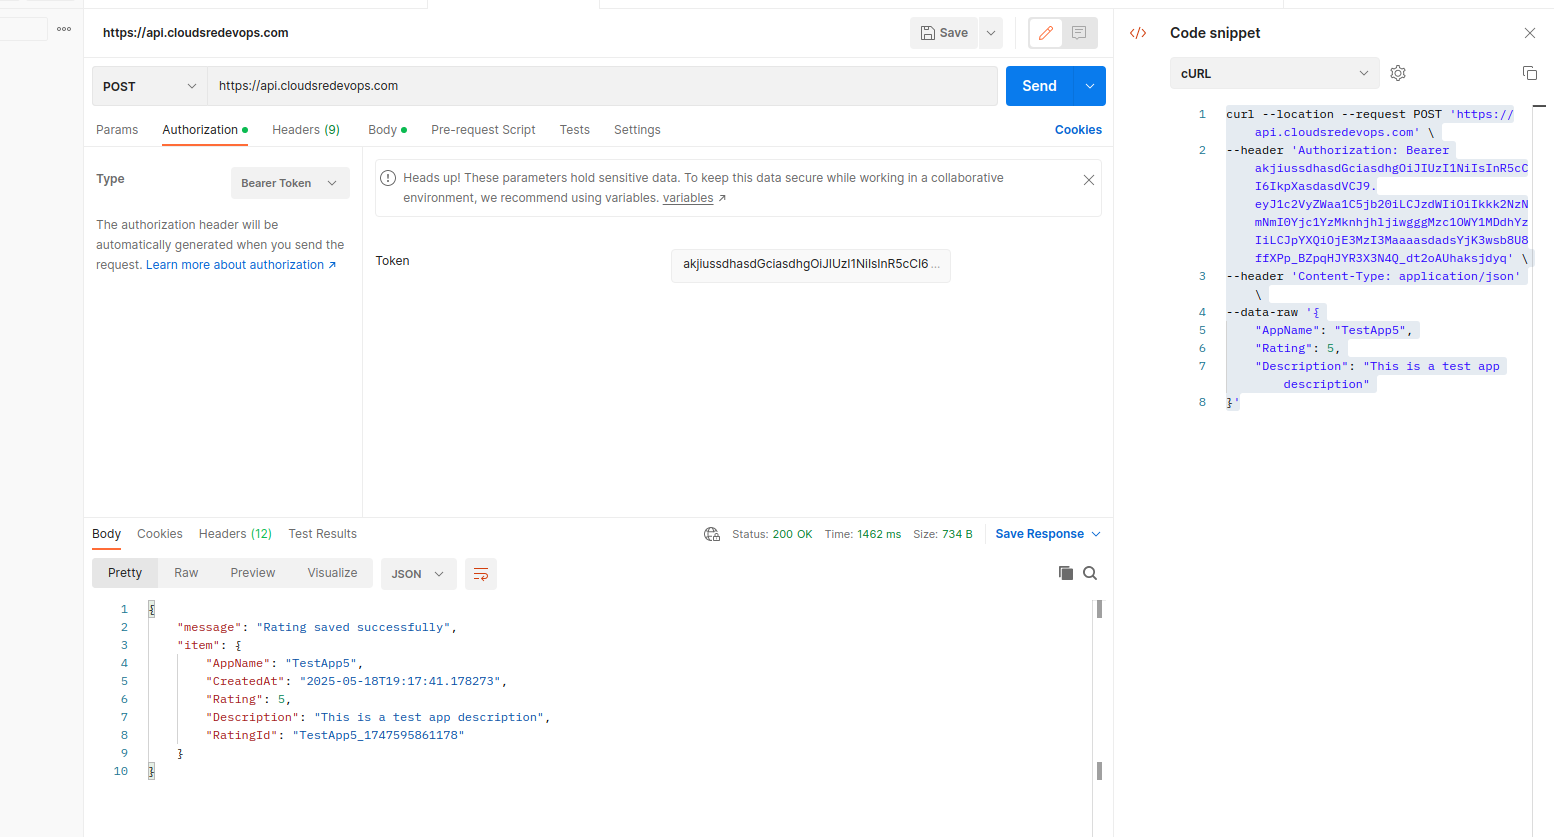 https://api.cloudsredevops.com
Save
POST
https://api.cloudsredevops.com
Send
Params
Authorization
Headers (9)
Body
Pre-request Script
Tests
Settings
Cookies
Type
Bearer Token
The authorization header will be
automatically generated when you send the
request. Learn more about authorization ↗
Heads up! These parameters hold sensitive data. To keep this data secure while working in a collaborative
environment, we recommend using variables. variables ↗
Token
akjiussdhasdGciasdhgOiJIUzI1NiIsInR5cCI6 ...
Body
Cookies
Headers (12)
Test Results
Status: 200 OK
Time: 1462 ms
Size: 734 B
Save Response
Pretty
Raw
Preview
Visualize
JSON
1 {
2 "message": "Rating saved successfully",
3 "item": {
4 "AppName": "TestApp5",
5 "CreatedAt": "2025-05-18T19:17:41.178273",
6 "Rating": 5,
7 "Description": "This is a test app description",
8 "RatingId": "TestApp5_1747595861178"
9 }
10 }
</> Code snippet
cURL
1 curl --location --request POST 'https://
api.cloudsredevops.com' \
2 --header 'Authorization: Bearer
akjiussdhasdGciasdhgOiJIUzI1NiIsInR5cC
I6IkpXasdasdVCJ9.
eyJ1c2VyZWaa1C5jb20iLCJzdWIiOiIkkk2NzN
mNmI0Yjc1YzMknhjhljiwgggMzc1OWY1MDdhYz
IiLCJpYXQiOjE3MzI3MaaaasdadsYjK3wsb8U8
ffXPp_BZpqHJYR3X3N4Q_dt2oAUhaksjdyq' \
3 --header 'Content-Type: application/json'
\
4 --data-raw '{
5 "AppName": "TestApp5",
6 "Rating": 5,
7 "Description": "This is a test app
description"
8 }'